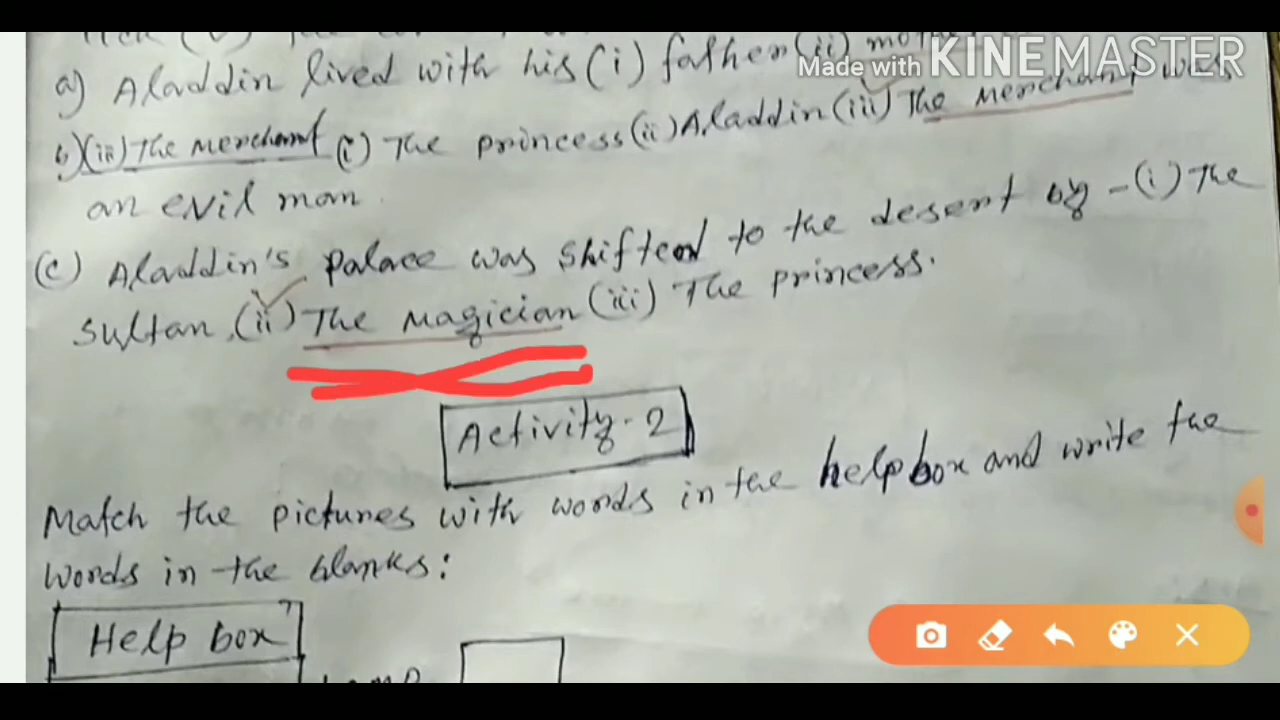 a) Aladdin lived with his (i) father (ii)
Made with KINEMASTER
b) (iii) The merchant (i) The princess (ii) Aladdin (iii) The merchant was
an evil man
(c) Aladdin's palace was shifted to the desert by - (i) The
sultan, (ii) The Magician (iii) The princess.
Activity-2
Match the pictures with words in the help box and write the
words in the blanks:
Help box